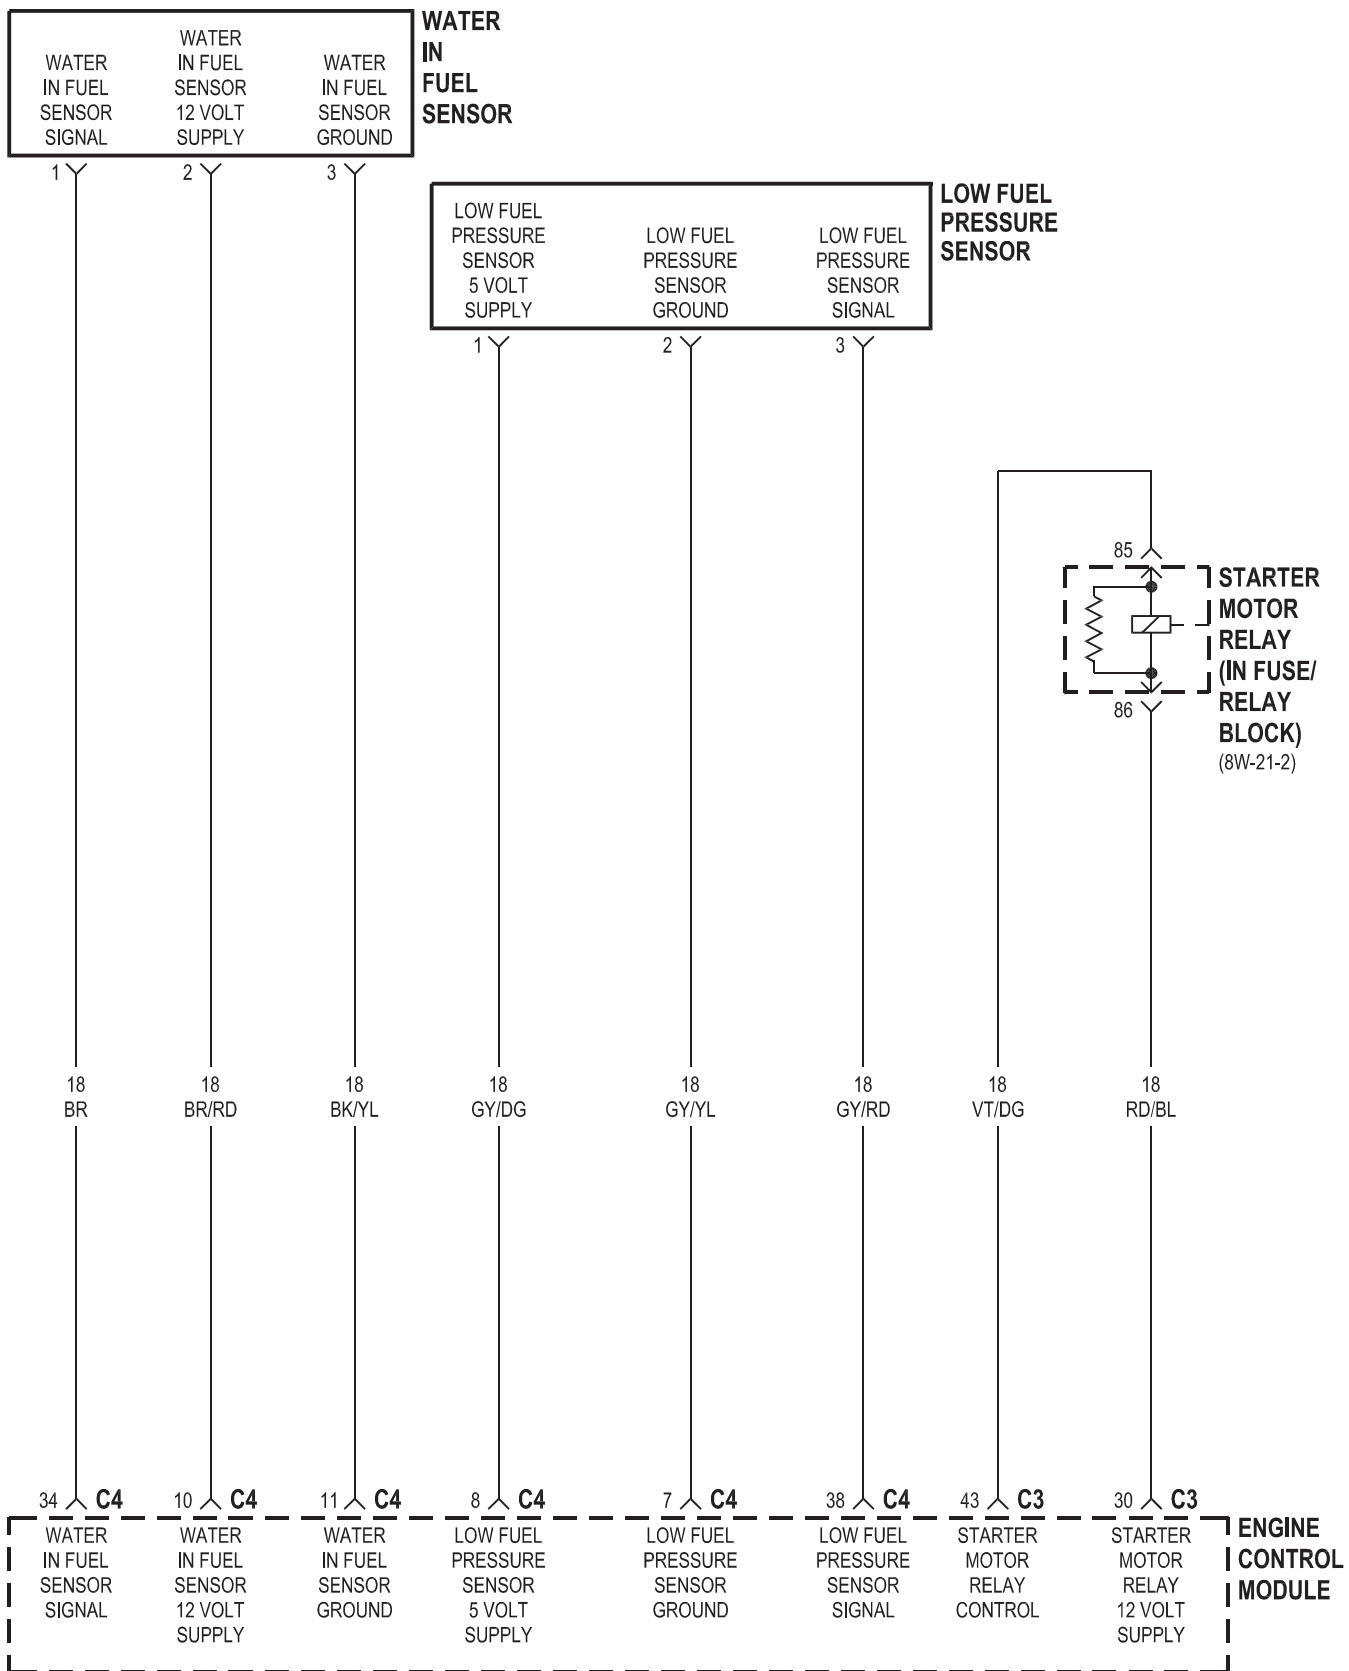 WATER
IN FUEL
SENSOR
SIGNAL
WATER
IN FUEL
SENSOR
12 VOLT
SUPPLY
WATER
IN FUEL
SENSOR
GROUND
WATER
IN
FUEL
SENSOR
1
2
3
LOW FUEL
PRESSURE
SENSOR
5 VOLT
SUPPLY
LOW FUEL
PRESSURE
SENSOR
GROUND
LOW FUEL
PRESSURE
SENSOR
SIGNAL
LOW FUEL
PRESSURE
SENSOR
1
2
3
85
STARTER
MOTOR
RELAY
(IN FUSE/
RELAY
BLOCK)
(8W-21-2)
86
18
BR
18
BR/RD
18
BK/YL
18
GY/DG
18
GY/YL
18
GY/RD
18
VT/DG
18
RD/BL
34 C4
10 C4
11 C4
8 C4
7 C4
38 C4
43 C3
30 C3
WATER
IN FUEL
SENSOR
SIGNAL
WATER
IN FUEL
SENSOR
12 VOLT
SUPPLY
WATER
IN FUEL
SENSOR
GROUND
LOW FUEL
PRESSURE
SENSOR
5 VOLT
SUPPLY
LOW FUEL
PRESSURE
SENSOR
GROUND
LOW FUEL
PRESSURE
SENSOR
SIGNAL
STARTER
MOTOR
RELAY
CONTROL
STARTER
MOTOR
RELAY
12 VOLT
SUPPLY
ENGINE
CONTROL
MODULE